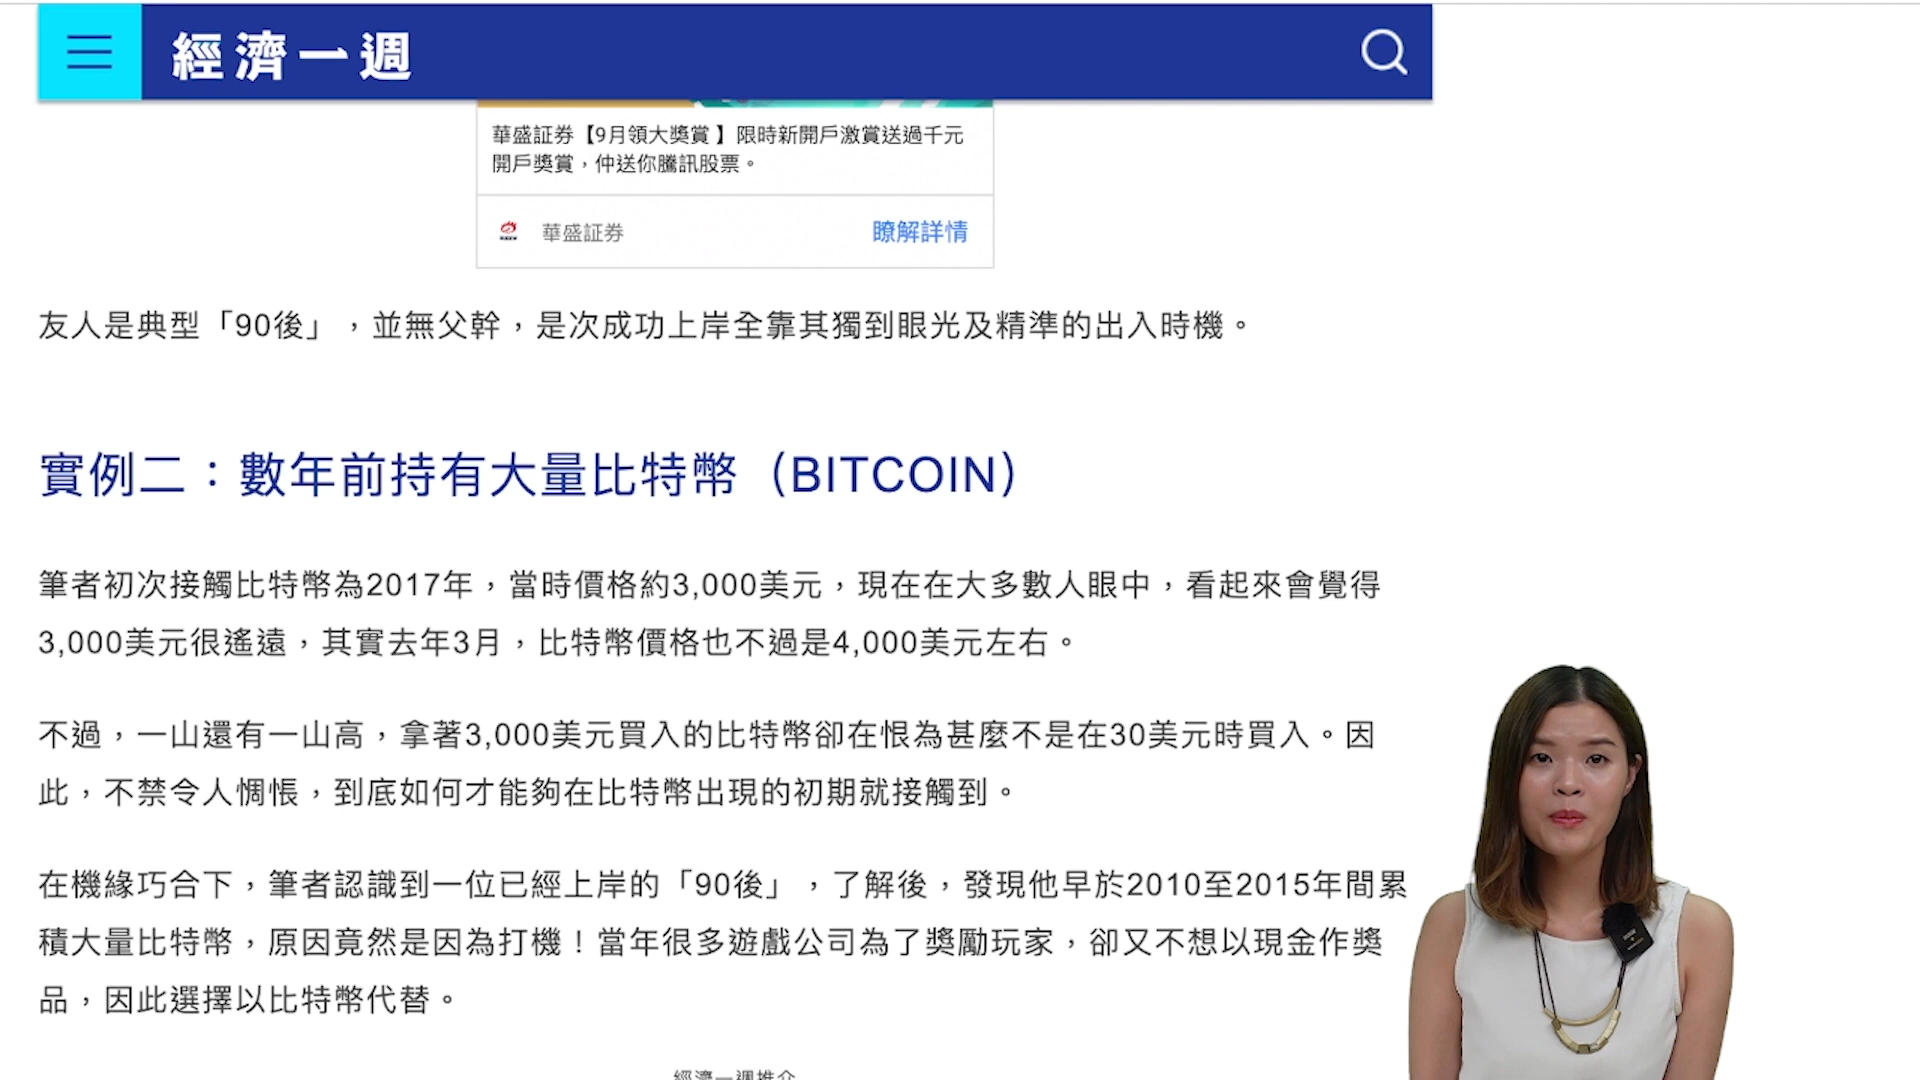 經濟一週
華盛証券【9月領大獎賞 】限時新開戶激賞送過千元
開戶獎賞，仲送你騰訊股票。
華盛証券
瞭解詳情
友人是典型「90後」，並無父幹，是次成功上岸全靠其獨到眼光及精準的出入時機。
實例二：數年前持有大量比特幣（BITCOIN）
筆者初次接觸比特幣為2017年，當時價格約3,000美元，現在在大多數人眼中，看起來會覺得
3,000美元很遙遠，其實去年3月，比特幣價格也不過是4,000美元左右。
不過，一山還有一山高，拿著3,000美元買入的比特幣卻在恨為甚麼不是在30美元時買入。因
此，不禁令人惆悵，到底如何才能夠在比特幣出現的初期就接觸到。
在機緣巧合下，筆者認識到一位已經上岸的「90後」，了解後，發現他早於2010至2015年間累
積大量比特幣，原因竟然是因為打機！當年很多遊戲公司為了獎勵玩家，卻又不想以現金作獎
品，因此選擇以比特幣代替。
經濟一週推介